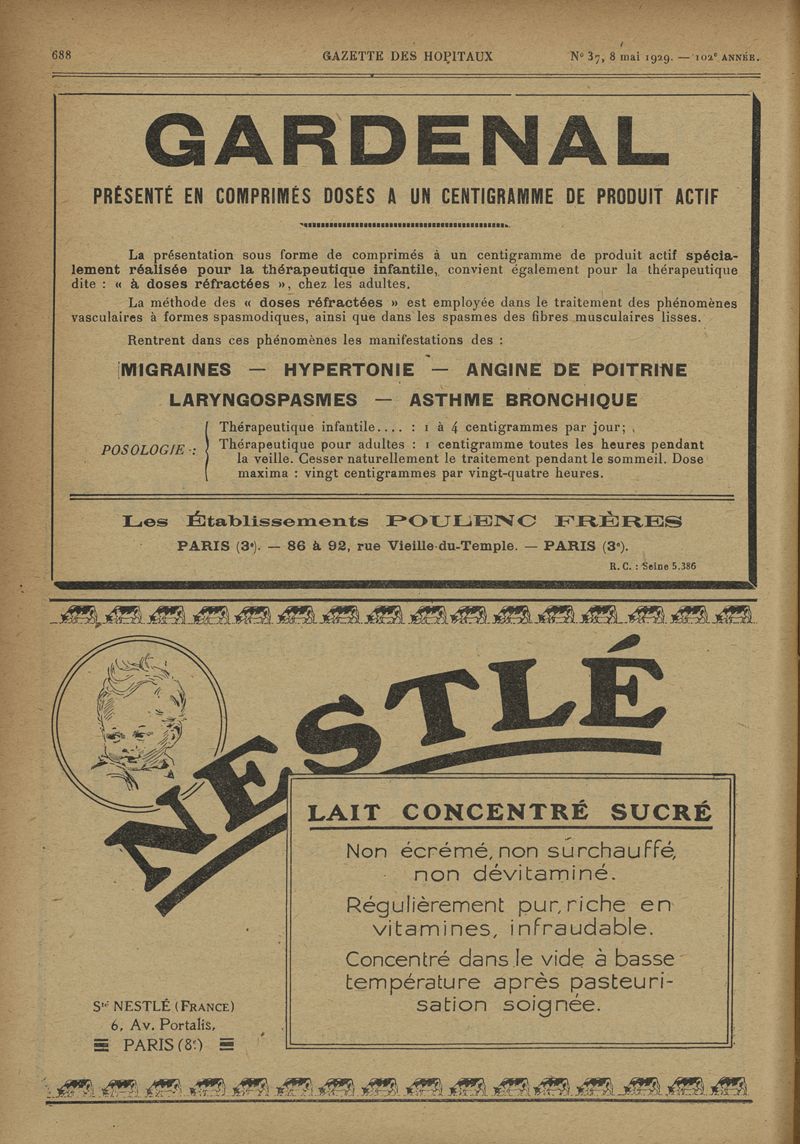 688
GAZETTE DES HOPITAUX
Nº 37, 8 mai 1929. — 102e ANNÉE.
GARDENAL
PRÉSENTÉ EN COMPRIMÉS DOSÉS A UN CENTIGRAMME DE PRODUIT ACTIF
La présentation sous forme de comprimés à un centigramme de produit actif spécia-
lement réalisée pour la thérapeutique infantile, convient également pour la thérapeutique
dite : « à doses réfractées », chez les adultes.
La méthode des « doses réfractées » est employée dans le traitement des phénomènes
vasculaires à formes spasmodiques, ainsi que dans les spasmes des fibres musculaires lisses.
Rentrent dans ces phénomènes les manifestations des :
MIGRAINES — HYPERTONIE — ANGINE DE POITRINE
LARYNGOSPASMES — ASTHME BRONCHIQUE
POSOLOGIE :
Thérapeutique infantile.... : 1 à 4 centigrammes par jour;
Thérapeutique pour adultes : 1 centigramme toutes les heures pendant
la veille. Cesser naturellement le traitement pendant le sommeil. Dose
maxima : vingt centigrammes par vingt-quatre heures.
Les Établissements POULENC FRÈRES
PARIS (3e). — 86 à 92, rue Vieille-du-Temple. — PARIS (3e).
R. C. : Seine 5.386
NESTLÉ
LAIT CONCENTRÉ SUCRÉ
Non écrémé, non surchauffé,
non dévitaminé.
Régulièrement pur, riche en
vitamines, infraudable.
Concentré dans le vide à basse
température après pasteuri-
sation soignée.
Sté NESTLÉ (FRANCE)
6, Av. Portalis,
PARIS (8e)